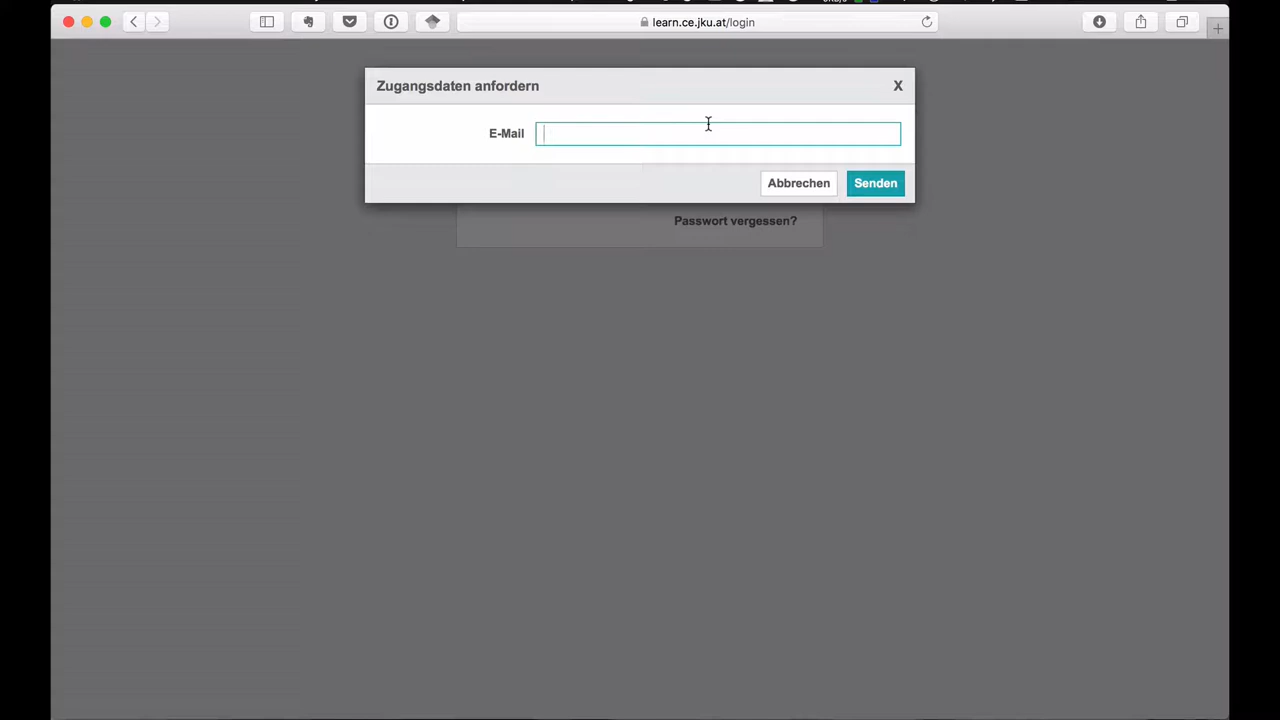 learn.ce.jku.at/login
Zugangsdaten anfordern X
E-Mail
Abbrechen Senden
Passwort vergessen?